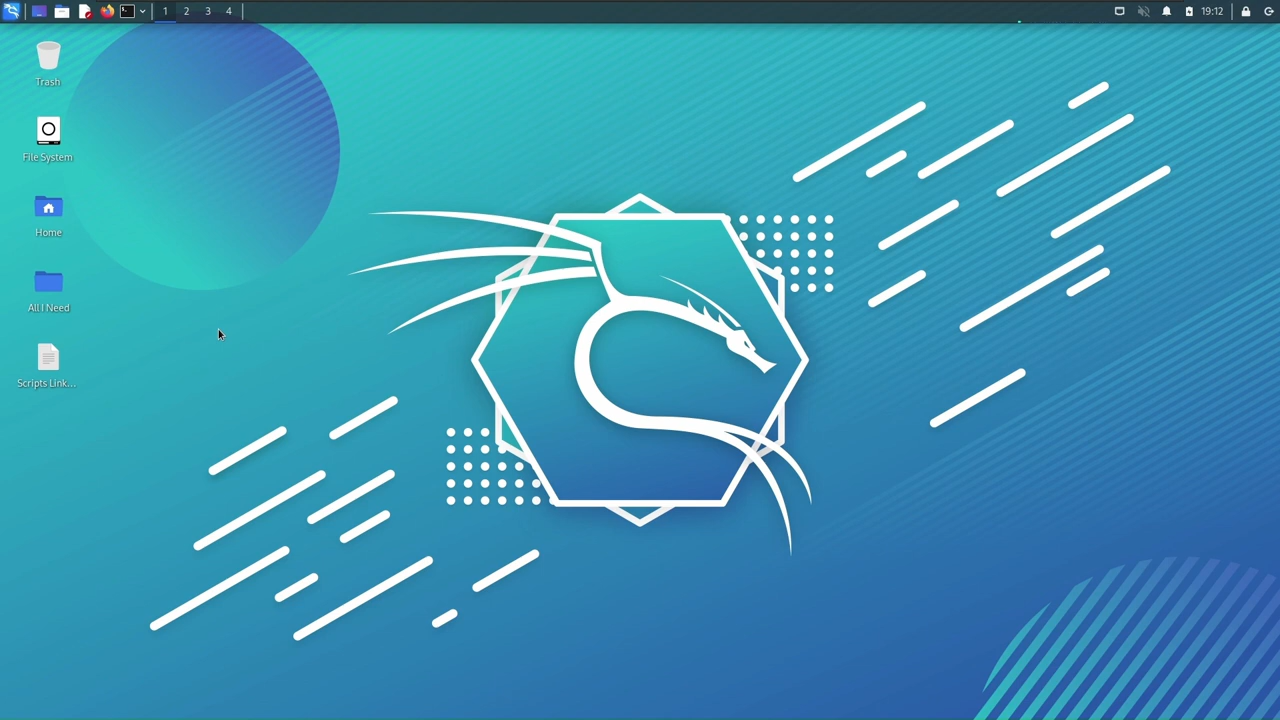 1 2 3 4
19:12
Trash
File System
Home
All I Need
Scripts Link...